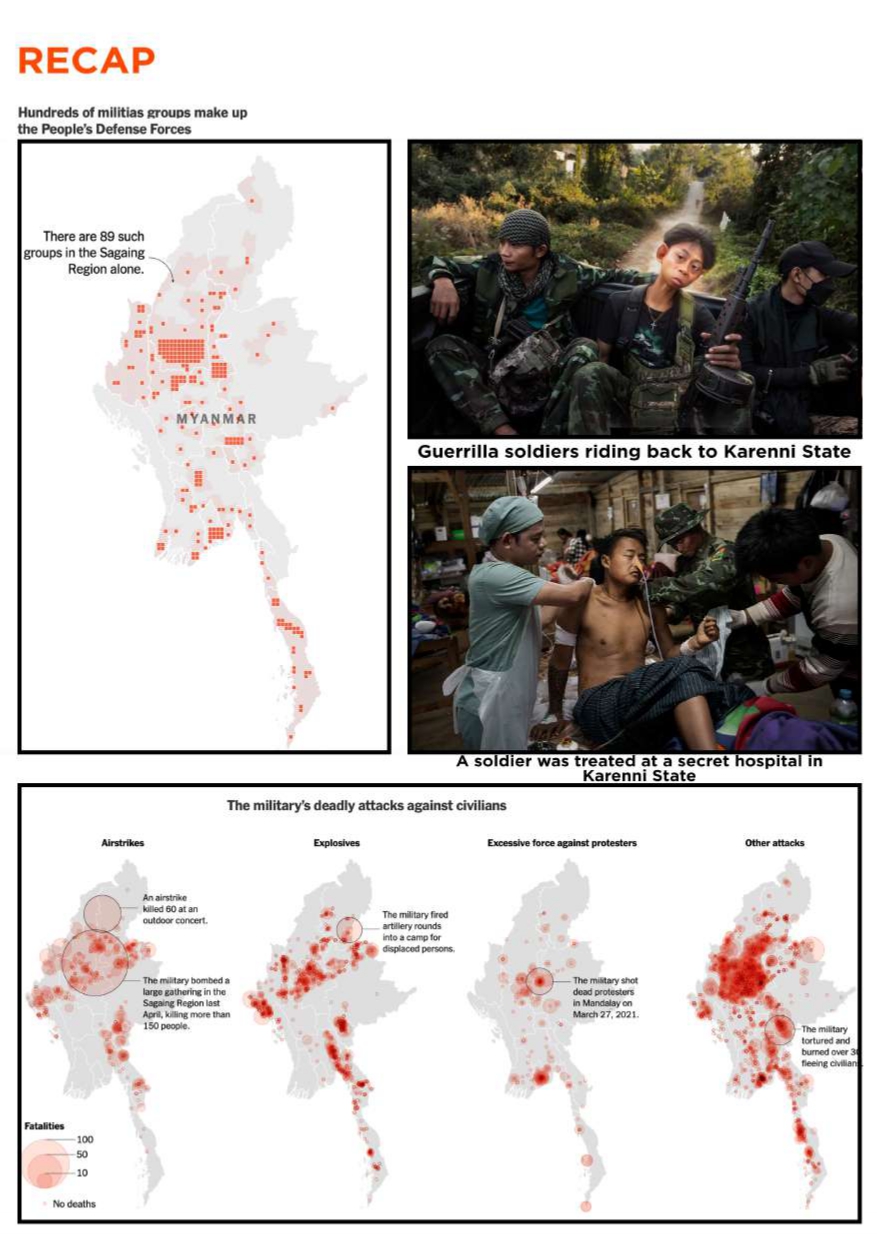 RECAP
Hundreds of militias groups make up
the People's Defense Forces
There are 89 such
groups in the Sagaing
Region alone.
MYANMAR
Guerrilla soldiers riding back to Karenni State
A soldier was treated at a secret hospital in
Karenni State
The military's deadly attacks against civilians
Airstrikes
Explosives
Excessive force against protesters
Other attacks
An airstrike
killed 60 at an
outdoor concert.
The military bombed a
large gathering in the
Sagaing Region last
April, killing more than
150 people.
The military fired
artillery rounds
into a camp for
displaced persons.
The military shot
dead protesters
in Mandalay on
March 27, 2021.
The military
tortured and
burned over
fleeing civilian
Fatalities
100
50
10
No deaths